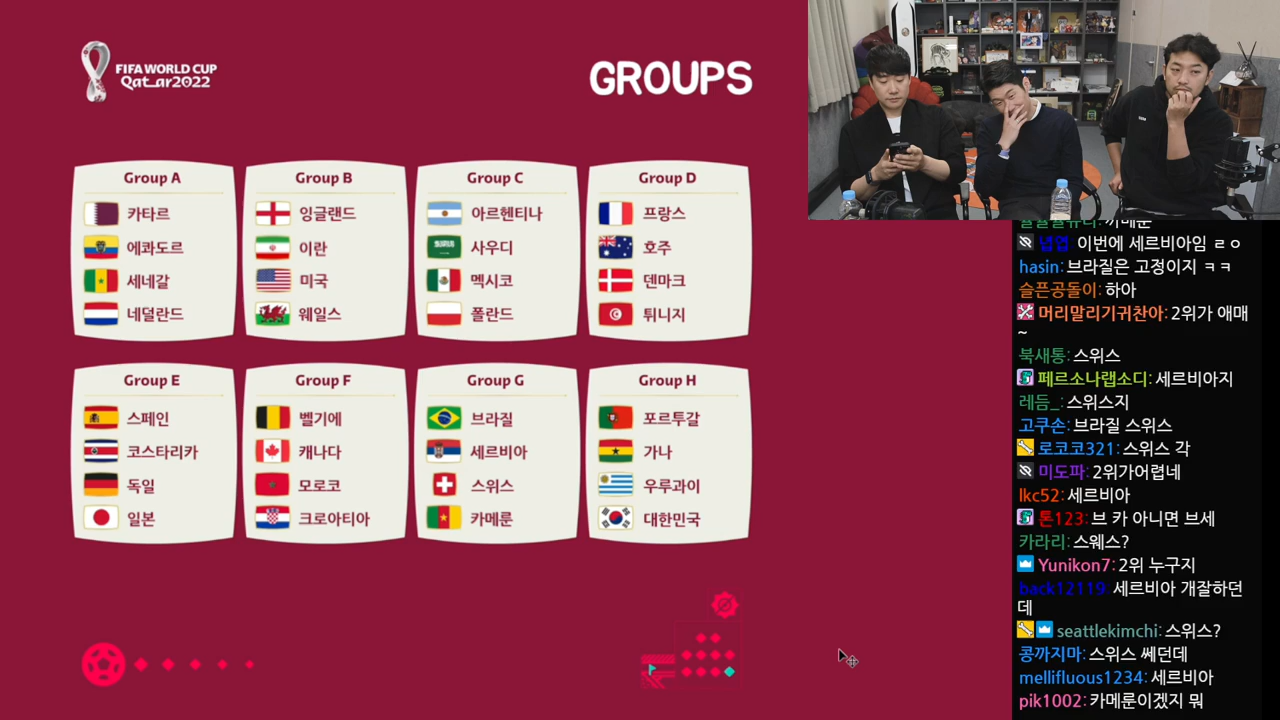 FIFA WORLD CUP
Qatar2022
GROUPS
Group A
카타르
에콰도르
세네갈
네덜란드
Group B
잉글랜드
이란
미국
웨일스
Group C
아르헨티나
사우디
멕시코
폴란드
Group D
프랑스
호주
덴마크
튀니지
Group E
스페인
코스타리카
독일
일본
Group F
벨기에
캐나다
모로코
크로아티아
Group G
브라질
세르비아
스위스
카메룬
Group H
포르투갈
가나
우루과이
대한민국
넵업: 이번에 세르비아임 ㄹㅇ
hasin: 브라질은 고정이지 ㅋㅋ
슬픈공돌이: 하아
머리말리기귀찬아: 2위가 애매
~
북새통: 스위스
페르소나랩소디: 세르비아지
레듬_: 스위스지
고쿠손: 브라질 스위스
로코코321: 스위스 각
미도파: 2위가어렵네
lkc52: 세르비아
톤123: 브 카 아니면 브세
카라리: 스웨스?
Yunikon7: 2위 누구지
back12119: 세르비아 개잘하던
데
seattlekimchi: 스위스?
콩까지마: 스위스 쎄던데
mellifluous1234: 세르비아
pik1002: 카메룬이겠지 뭐